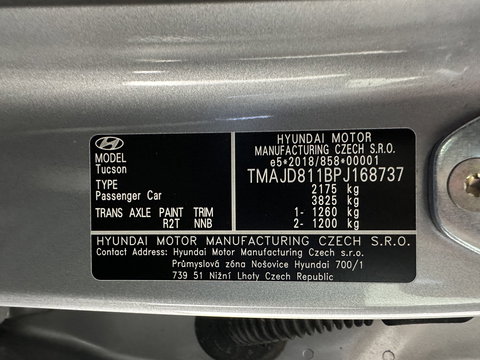 MODEL
Tucson
TYPE
Passenger Car
TRANS AXLE PAINT TRIM
R2T NNB
HYUNDAI MOTOR
MANUFACTURING CZECH S.R.O.
e5*2018/858*00001
TMAJD811BPJ168737
2175 kg
3825 kg
1- 1260 kg
2- 1200 kg
HYUNDAI MOTOR MANUFACTURING CZECH S.R.O.
Contact Address: Hyundai Motor Manufacturing Czech s.r.o.
Průmyslová zóna Nošovice Hyundai 700/1
739 51 Nižní Lhoty Czech Republic